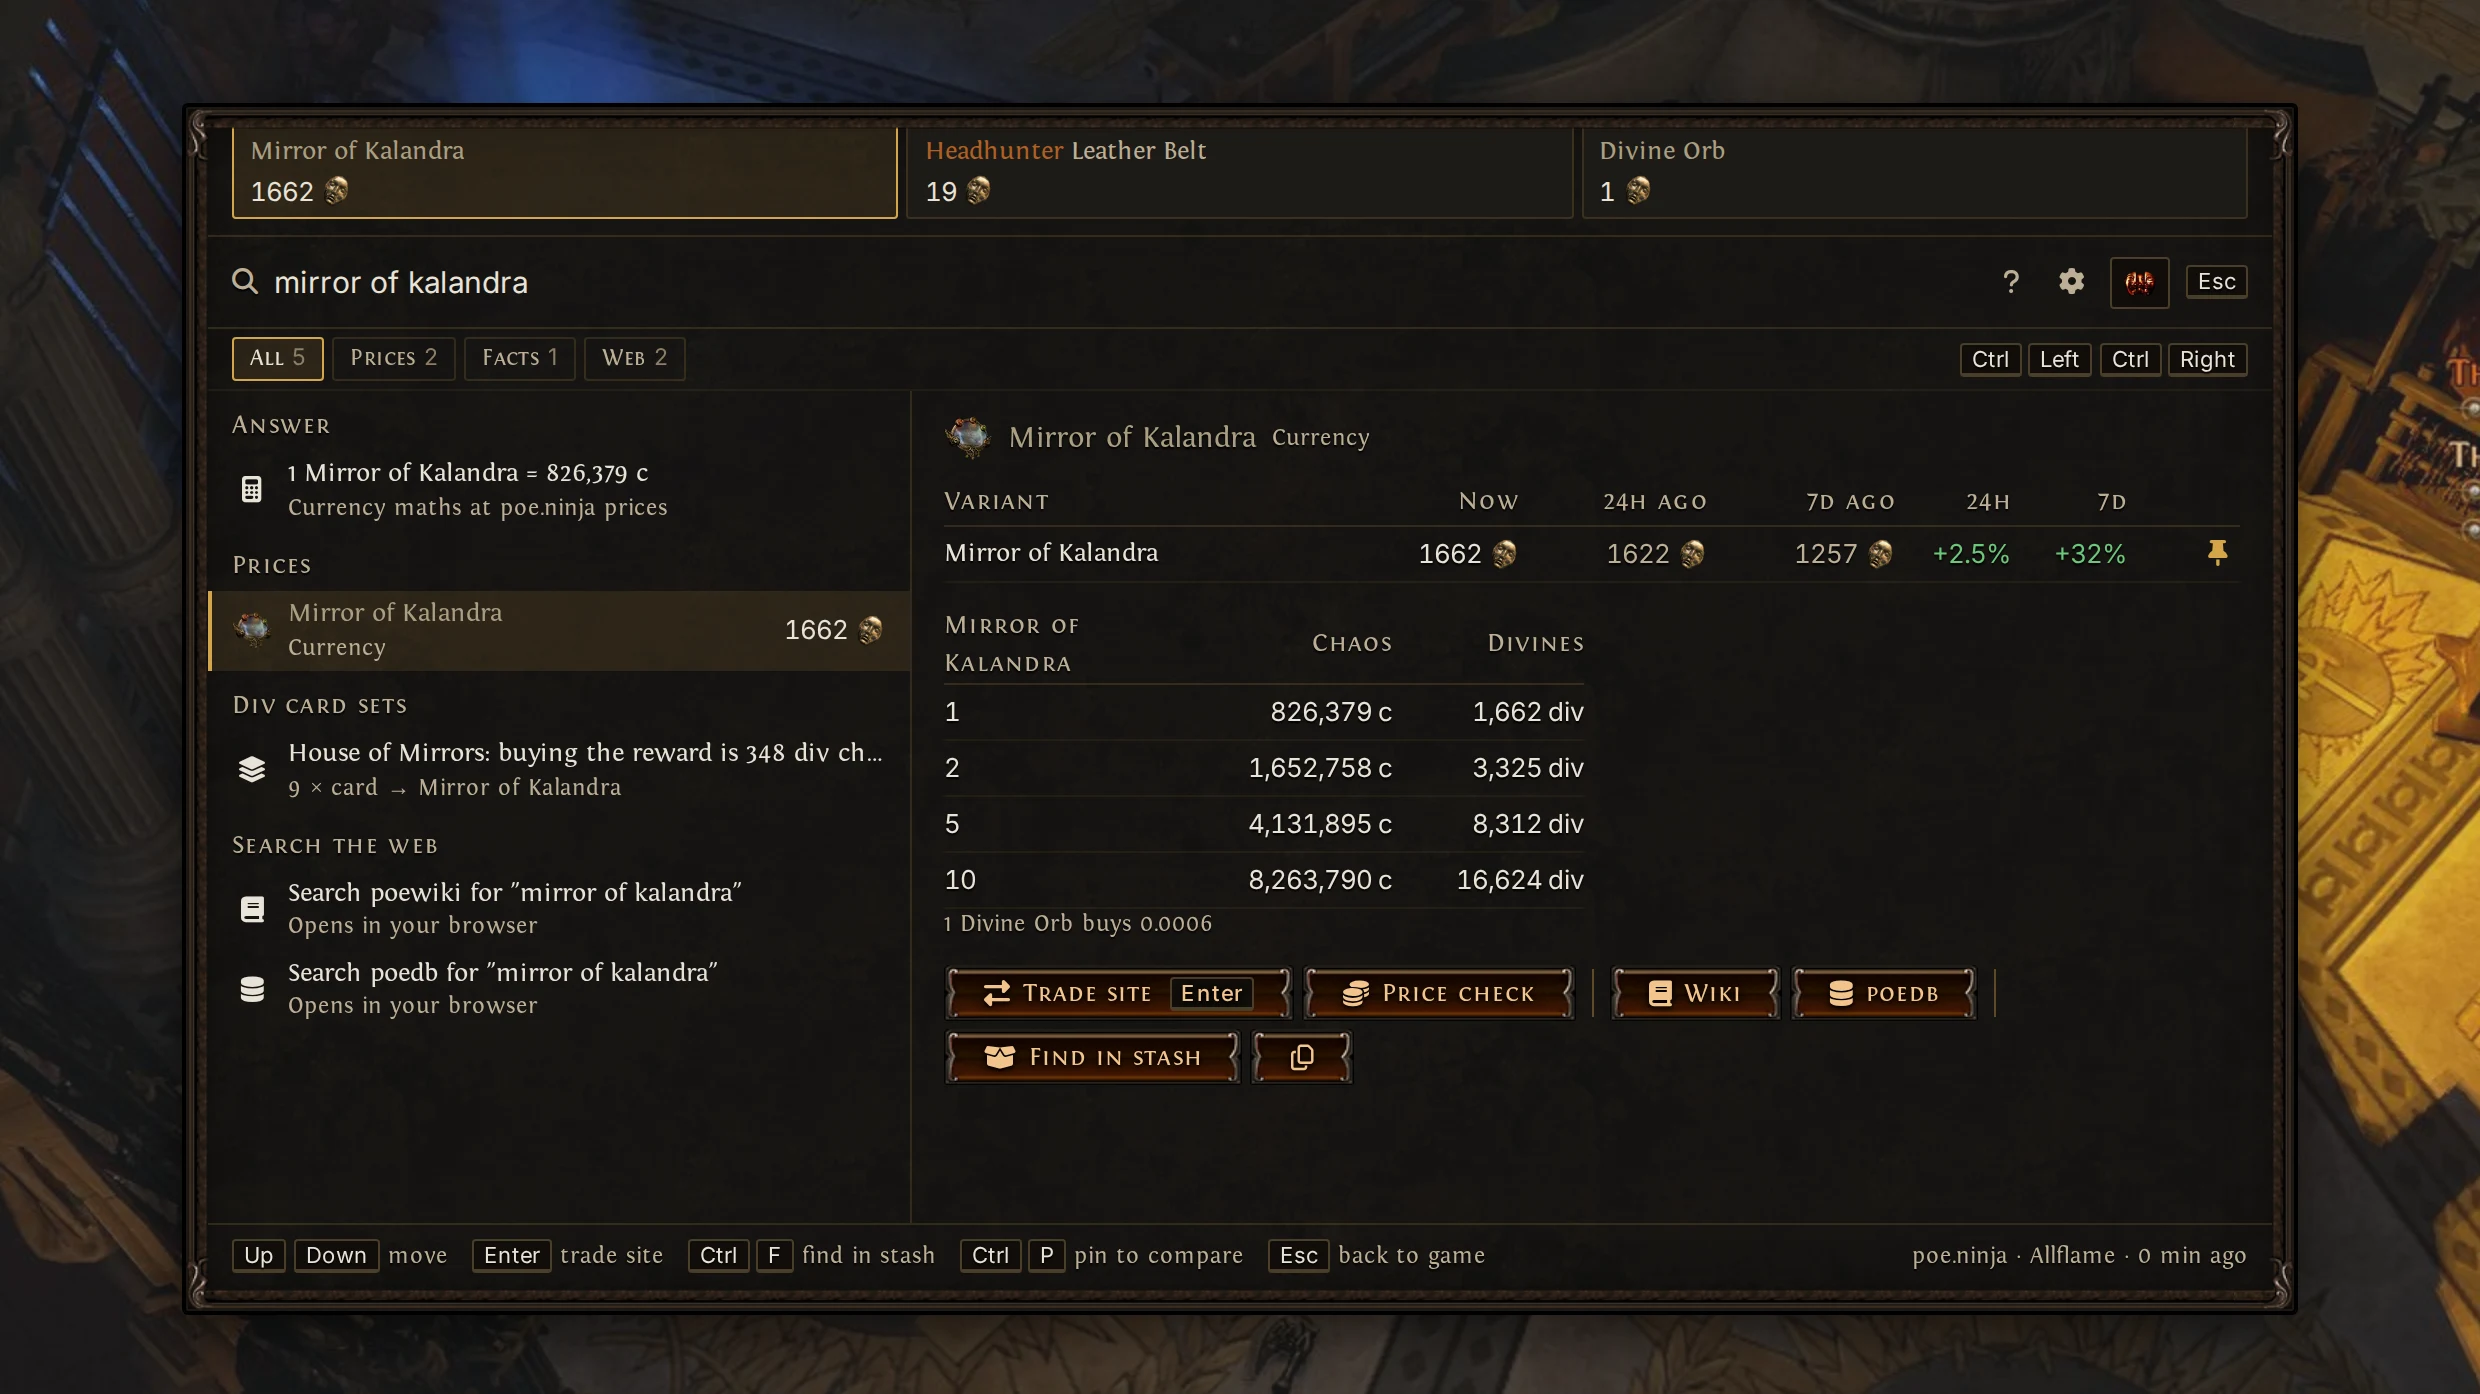 Mirror of Kalandra
1662
Headhunter Leather Belt
19
Divine Orb
1
mirror of kalandra
?
Esc
All 5
Prices 2
Facts 1
Web 2
Ctrl Left Ctrl Right
Answer
1 Mirror of Kalandra = 826,379 c
Currency maths at poe.ninja prices
Prices
Mirror of Kalandra
Currency
1662
Div card sets
House of Mirrors: buying the reward is 348 div ch...
9 × card → Mirror of Kalandra
Search the web
Search poewiki for "mirror of kalandra"
Opens in your browser
Search poedb for "mirror of kalandra"
Opens in your browser
Mirror of Kalandra Currency
Variant Now 24h ago 7d ago 24h 7d
Mirror of Kalandra 1662 1622 1257 +2.5% +32%
Mirror of
Kalandra
Chaos Divines
1 826,379 c 1,662 div
2 1,652,758 c 3,325 div
5 4,131,895 c 8,312 div
10 8,263,790 c 16,624 div
1 Divine Orb buys 0.0006
Trade site Enter
Price check
Wiki
poedb
Find in stash
Up Down move Enter trade site Ctrl F find in stash Ctrl P pin to compare Esc back to game
poe.ninja · Allflame · 0 min ago